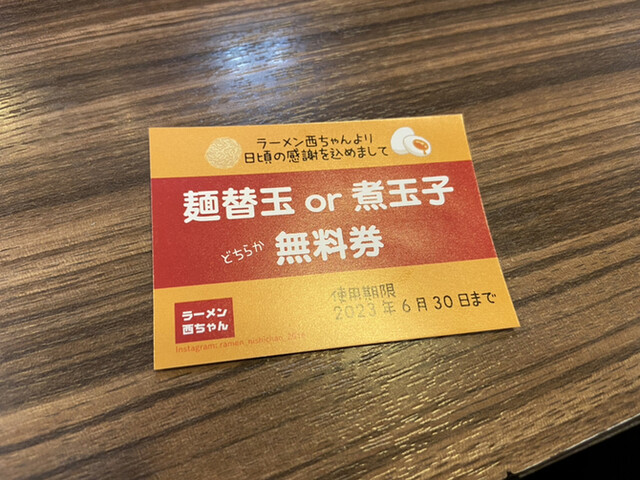 ラーメン西ちゃんより
日頃の感謝を込めまして
麺替玉 or 煮玉子
どちらか 無料券
使用期限
2023年6月30日まで
ラーメン
西ちゃん
Instagram: ramen_nishichan